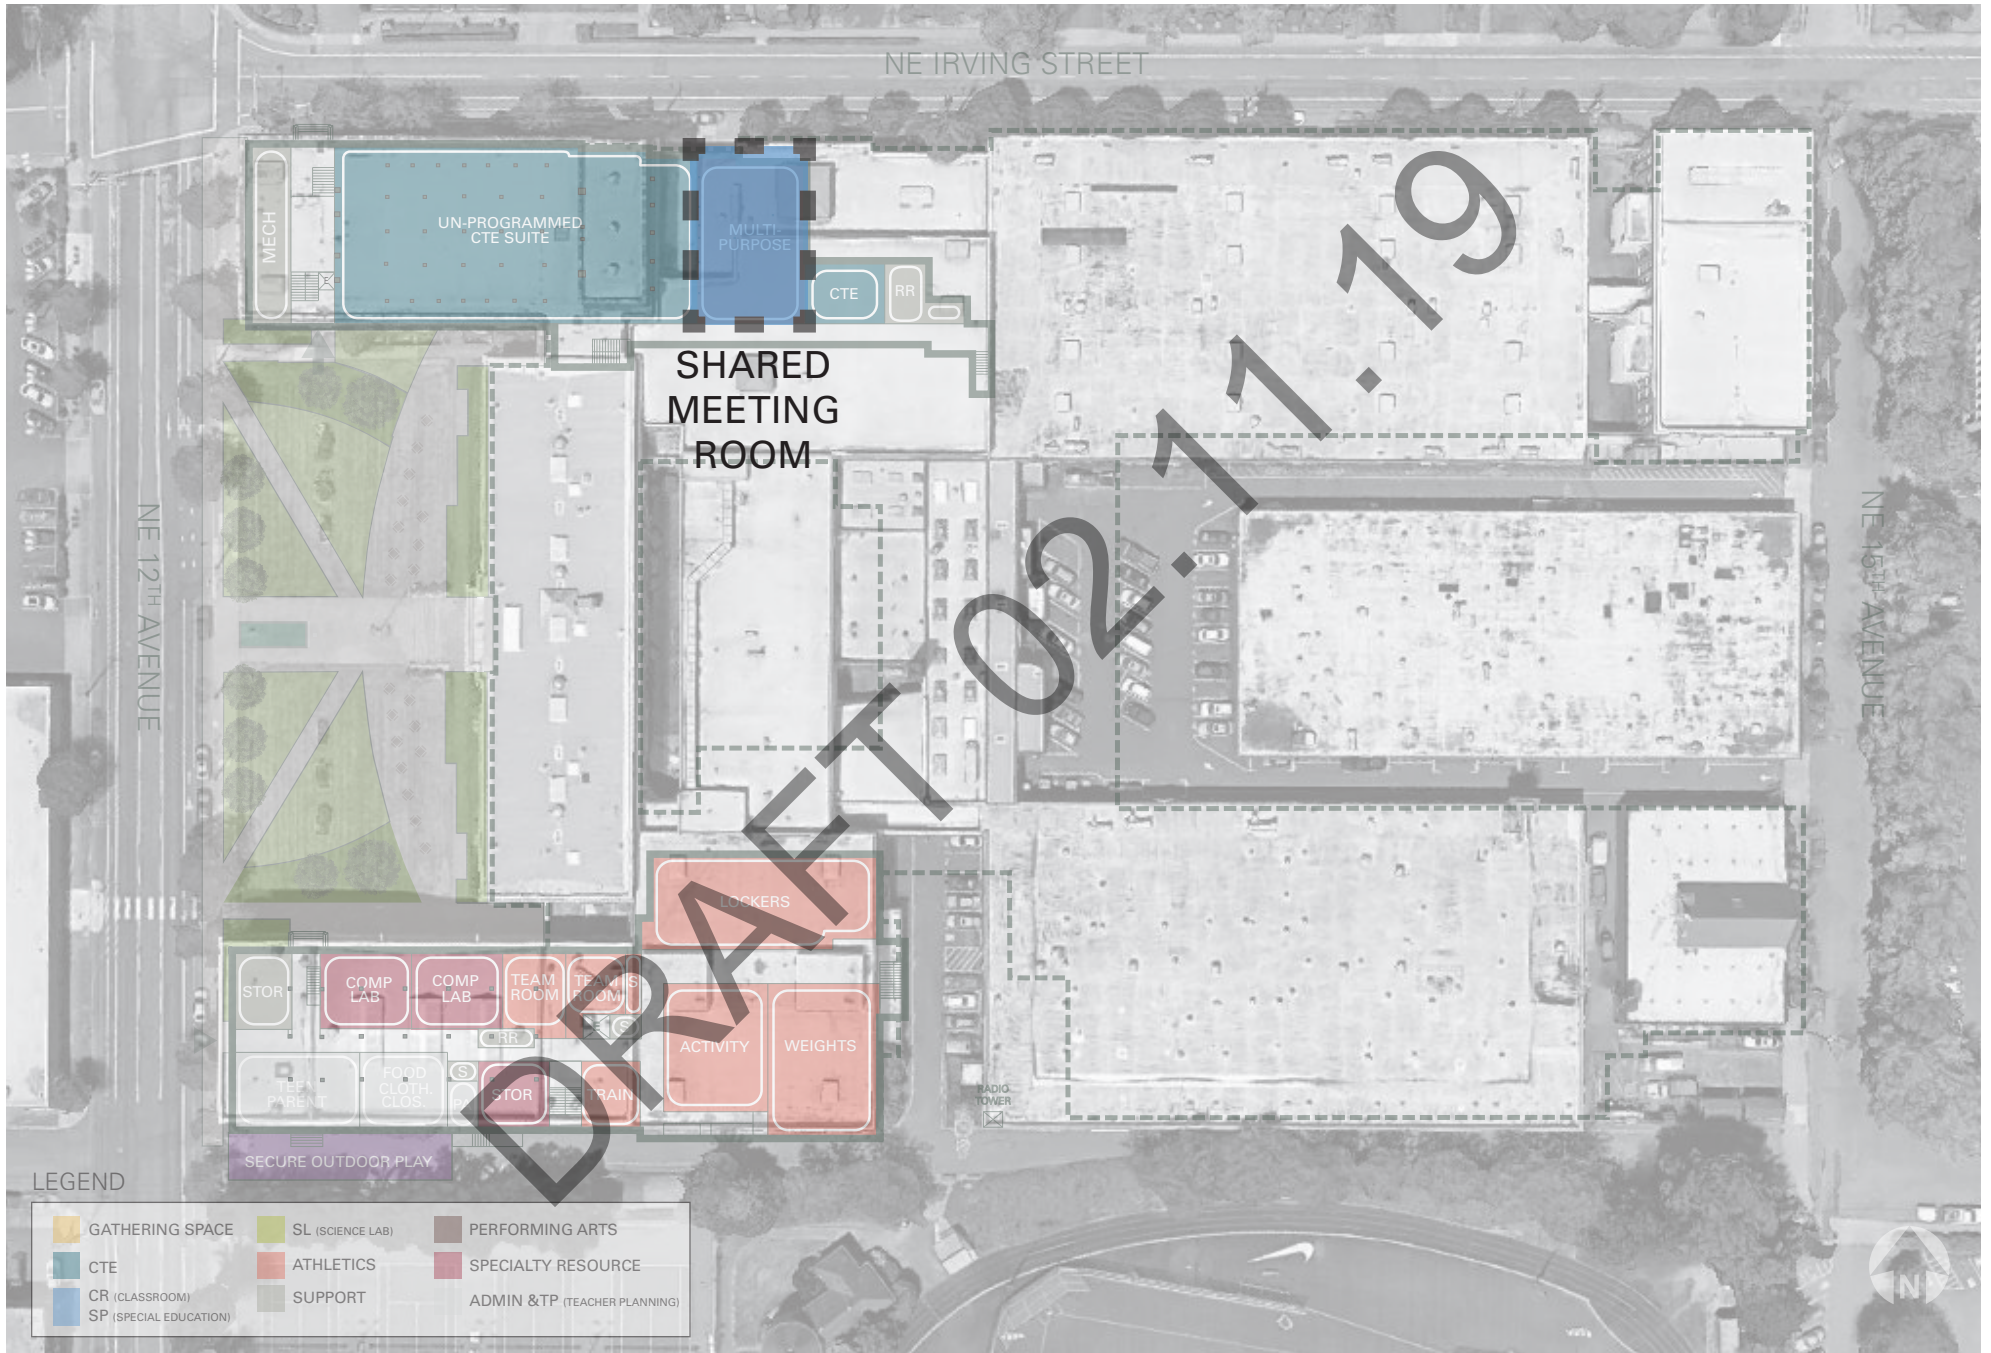 NE IRVING STREET
MECH
UN-PROGRAMMED
CTE SUITE
MULTI-
PURPOSE
CTE
RR
SHARED
MEETING
ROOM
NE 12TH AVENUE
NE 15TH AVENUE
DRAFT 02.11.19
LOCKERS
STOR
COMP
LAB
COMP
LAB
TEAM
ROOM
TEAM
ROOM
S
S
RR
ACTIVITY
WEIGHTS
TEEN
PARENT
FOOD
CLOTH.
CLOS.
S
STOR
TRAIN
RADIO
TOWER
SECURE OUTDOOR PLAY
LEGEND
GATHERING SPACE
CTE
CR (CLASSROOM)
SP (SPECIAL EDUCATION)
SL (SCIENCE LAB)
ATHLETICS
SUPPORT
PERFORMING ARTS
SPECIALTY RESOURCE
ADMIN &TP (TEACHER PLANNING)
N